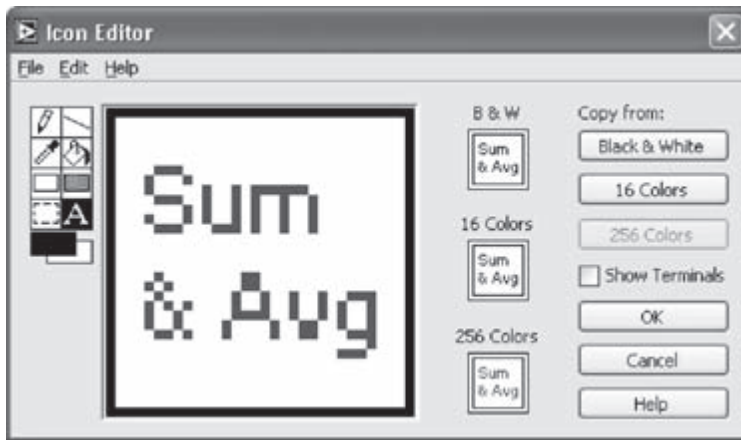 Icon Editor
File Edit Help
A
Sum
& Avg
B & W
Sum
& Avg
16 Colors
Sum
& Avg
256 Colors
Sum
& Avg
Copy from:
Black & White
16 Colors
256 Colors
Show Terminals
OK
Cancel
Help